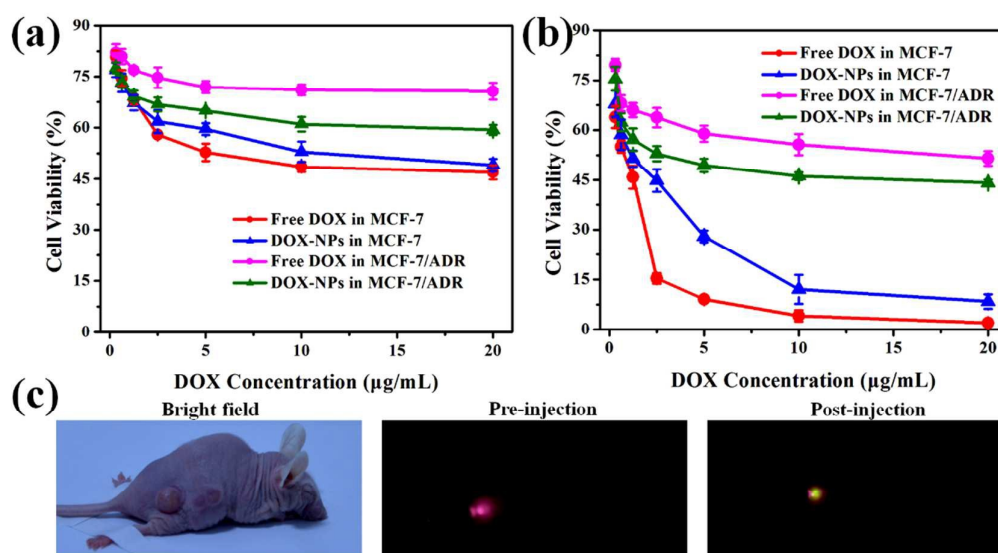 (a)
90
75
60
45
30
15
0
Cell Viability (%)
Free DOX in MCF-7
DOX-NPs in MCF-7
Free DOX in MCF-7/ADR
DOX-NPs in MCF-7/ADR
0 5 10 15 20
DOX Concentration (µg/mL)
(b)
90
75
60
45
30
15
0
Cell Viability (%)
Free DOX in MCF-7
DOX-NPs in MCF-7
Free DOX in MCF-7/ADR
DOX-NPs in MCF-7/ADR
0 5 10 15 20
DOX Concentration (µg/mL)
(c)
Bright field Pre-injection Post-injection